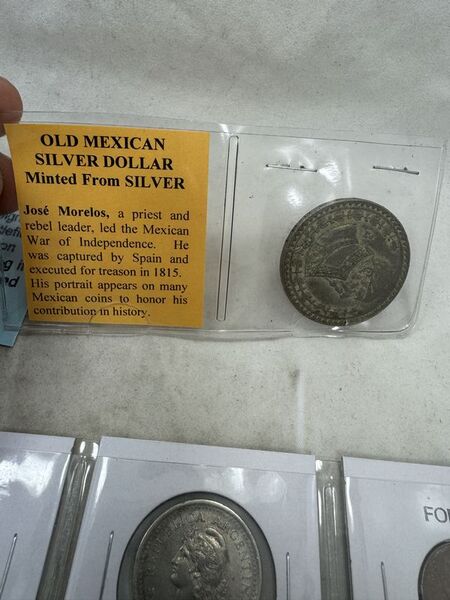 OLD MEXICAN
SILVER DOLLAR
Minted From SILVER
José Morelos, a priest and
rebel leader, led the Mexican
War of Independence. He
was captured by Spain and
executed for treason in 1815.
His portrait appears on many
Mexican coins to honor his
contribution in history.